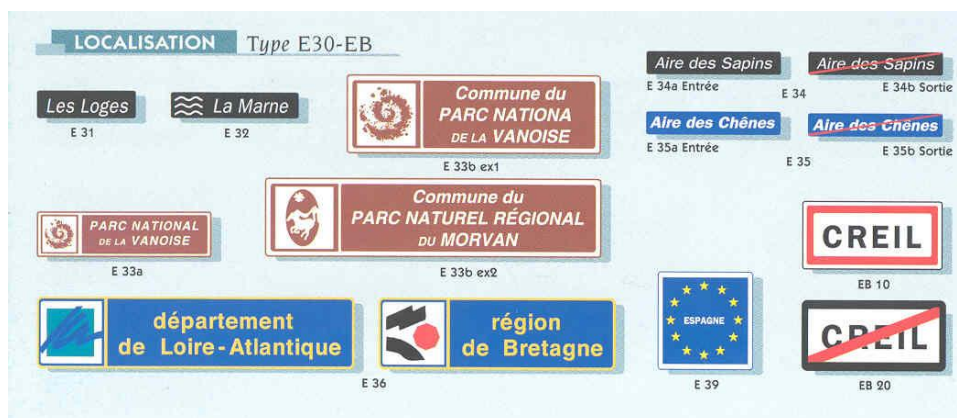 LOCALISATION Type E30-EB
Les Loges
E 31
La Marne
E 32
Commune du
PARC NATIONA
DE LA VANOISE
E 33b ex1
Aire des Sapins
E 34a Entrée
E 34
Aire des Sapins
E 34b Sortie
Aire des Chênes
E 35a Entrée
E 35
Aire des Chênes
E 35b Sortie
PARC NATIONAL
DE LA VANOISE
E 33a
Commune du
PARC NATUREL RÉGIONAL
DU MORVAN
E 33b ex2
CREIL
EB 10
département
de Loire-Atlantique
région
de Bretagne
E 36
ESPAGNE
E 39
CREIL
EB 20